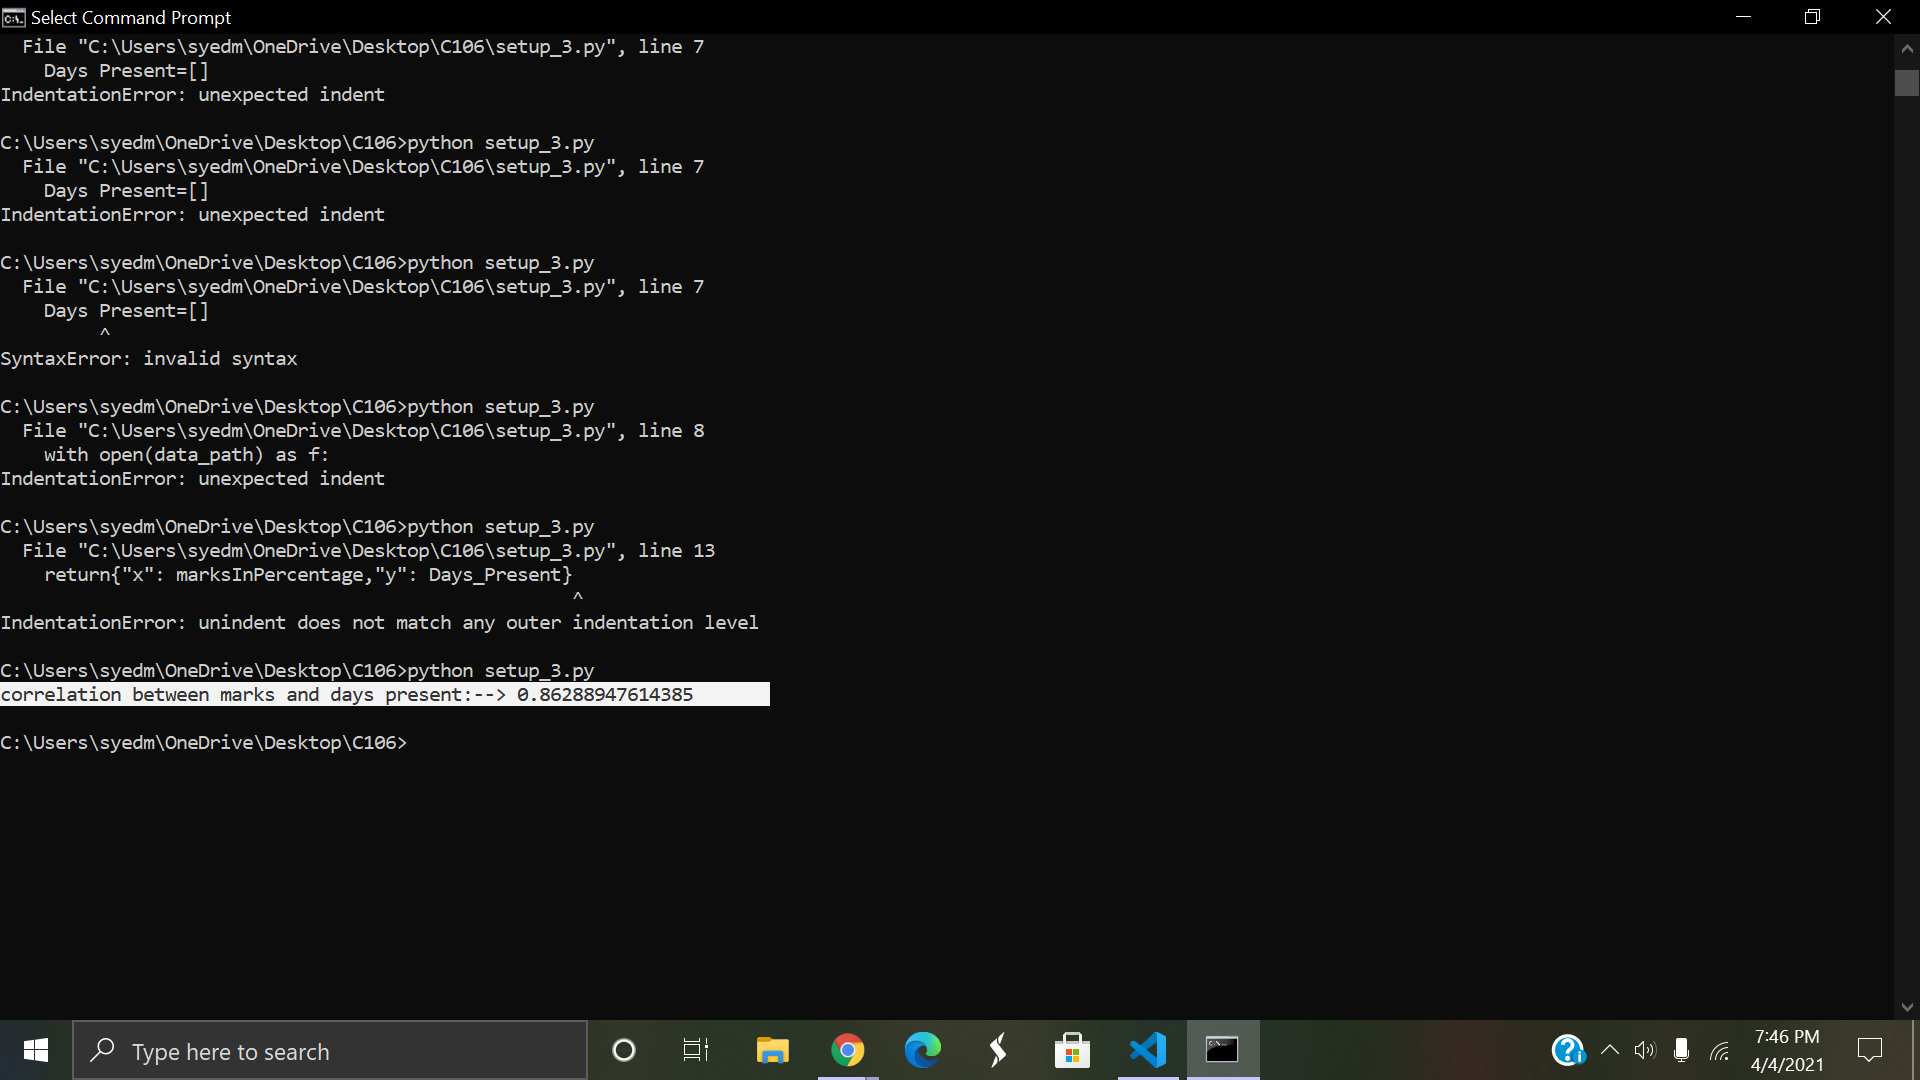 Select Command Prompt
File "C:\Users\syedm\OneDrive\Desktop\C106\setup_3.py", line 7
Days Present=[]
IndentationError: unexpected indent
C:\Users\syedm\OneDrive\Desktop\C106>python setup_3.py
File "C:\Users\syedm\OneDrive\Desktop\C106\setup_3.py", line 7
Days Present=[]
IndentationError: unexpected indent
C:\Users\syedm\OneDrive\Desktop\C106>python setup_3.py
File "C:\Users\syedm\OneDrive\Desktop\C106\setup_3.py", line 7
Days Present=[]
^
SyntaxError: invalid syntax
C:\Users\syedm\OneDrive\Desktop\C106>python setup_3.py
File "C:\Users\syedm\OneDrive\Desktop\C106\setup_3.py", line 8
with open(data_path) as f:
IndentationError: unexpected indent
C:\Users\syedm\OneDrive\Desktop\C106>python setup_3.py
File "C:\Users\syedm\OneDrive\Desktop\C106\setup_3.py", line 13
return{"x": marksInPercentage,"y": Days_Present}
^
IndentationError: unindent does not match any outer indentation level
C:\Users\syedm\OneDrive\Desktop\C106>python setup_3.py
correlation between marks and days present:--> 0.86288947614385
C:\Users\syedm\OneDrive\Desktop\C106>
Type here to search
7:46 PM
4/4/2021